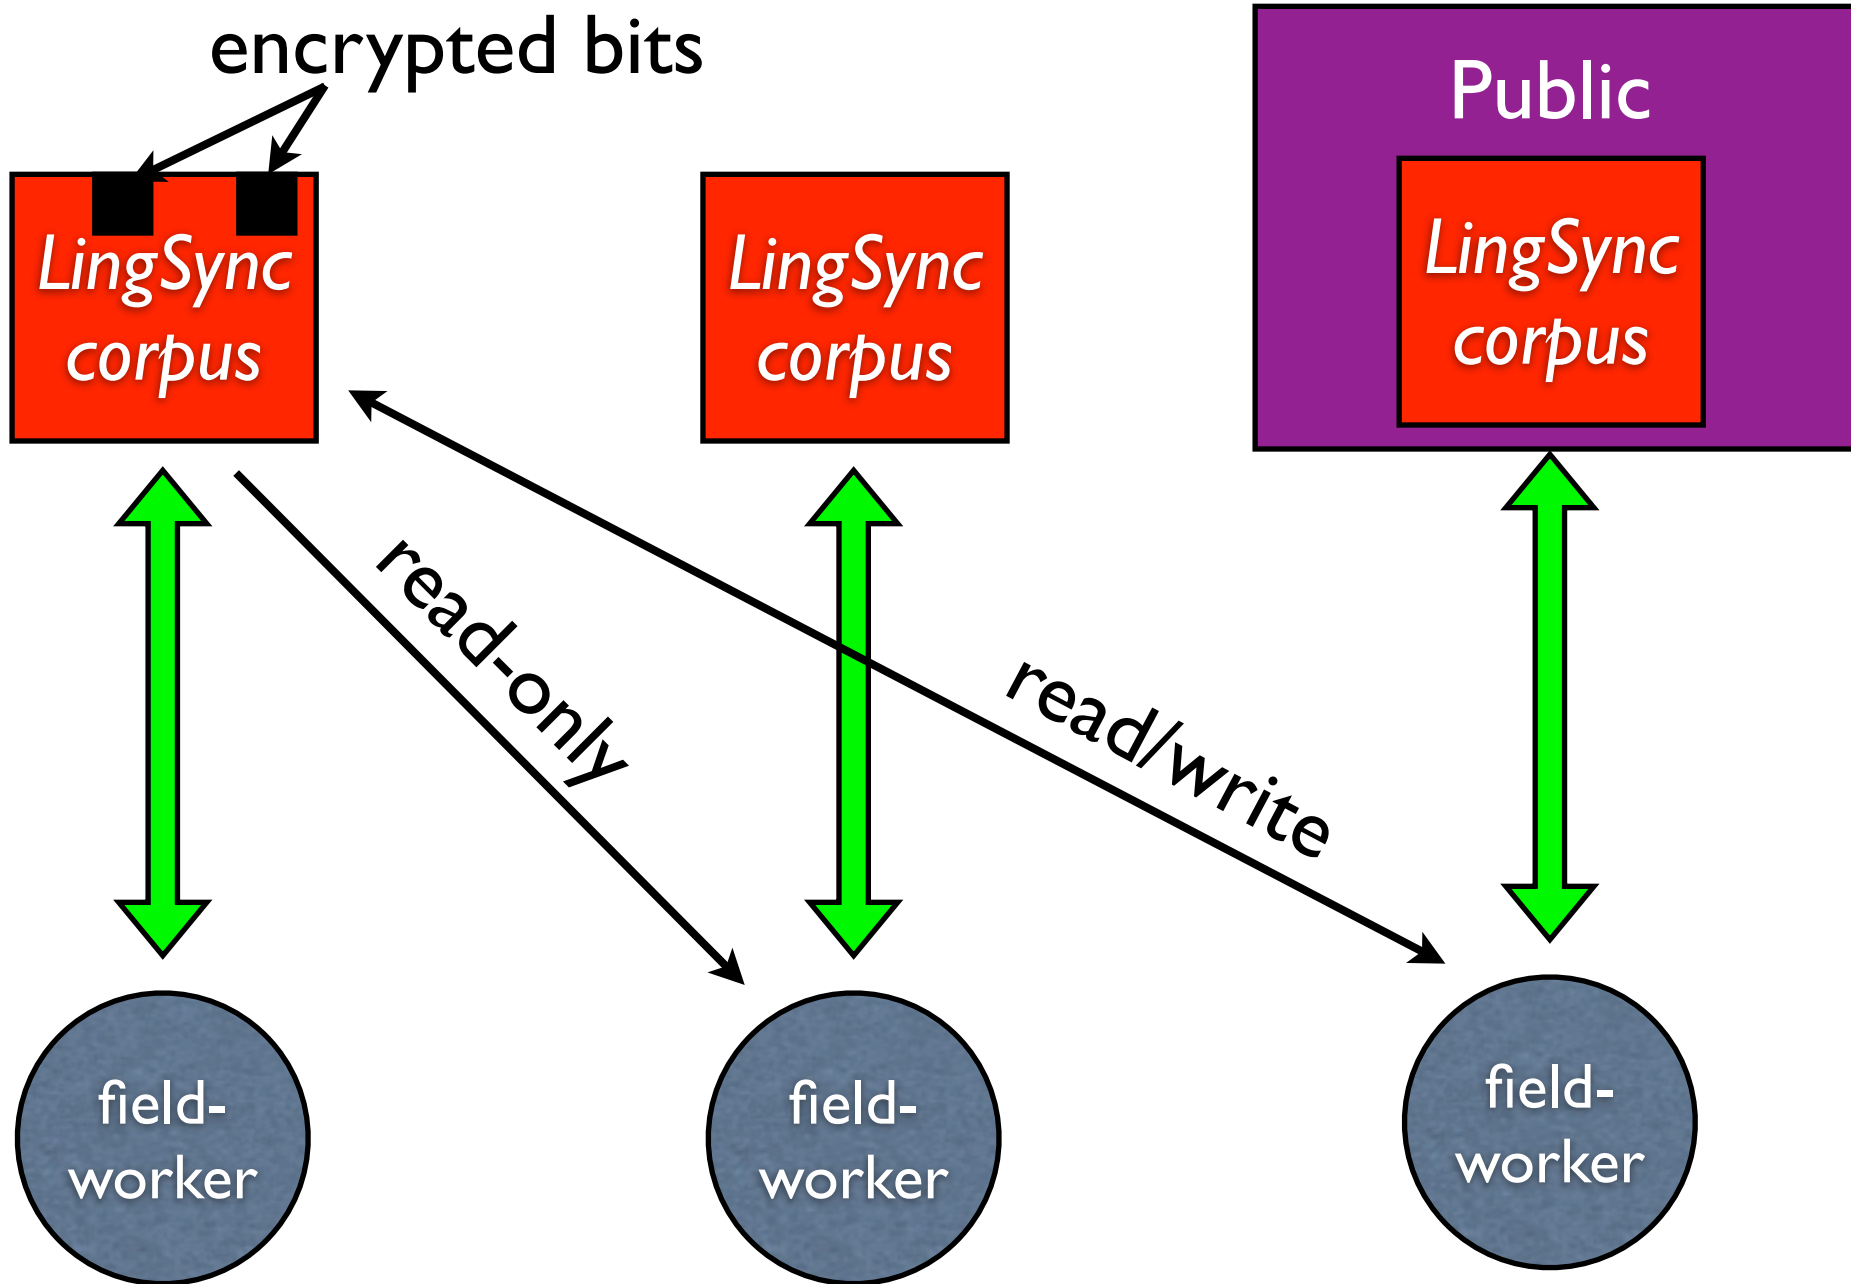 encrypted bits
Public
LingSync
corpus
LingSync
corpus
LingSync
corpus
read-only
read/write
field-
worker
field-
worker
field-
worker